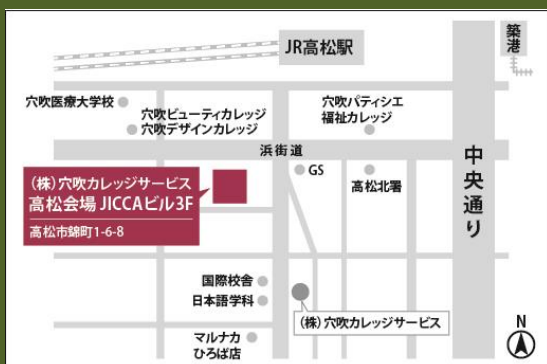 JR高松駅
築港
穴吹医療大学校
穴吹ビューティカレッジ
穴吹デザインカレッジ
穴吹パティシエ
福祉カレッジ
浜街道
中央通り
GS
高松北署
(株)穴吹カレッジサービス
高松会場 JICCAビル3F
高松市錦町1-6-8
国際校舎
日本語学科
(株)穴吹カレッジサービス
マルナカ
ひろば店
N